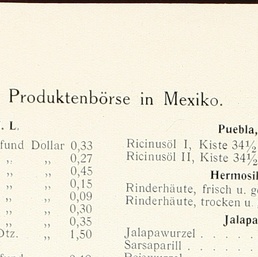 Produktenbörse in Mexiko.
. L.
fund Dollar 0,33
„ „ 0,27
„ „ 0,45
„ „ 0,15
„ „ 0,09
„ „ 0,30
„ „ 0,35
Dtz. „ 1,50
Puebla,
Ricinusöl I, Kiste 34½
Ricinusöl II, Kiste 34½
Hermosil
Rinderhäute, frisch u. ge
Rinderhäute, trocken u.
Jalapa
Jalapawurzel . . . . .
Sarsaparill . . . . .